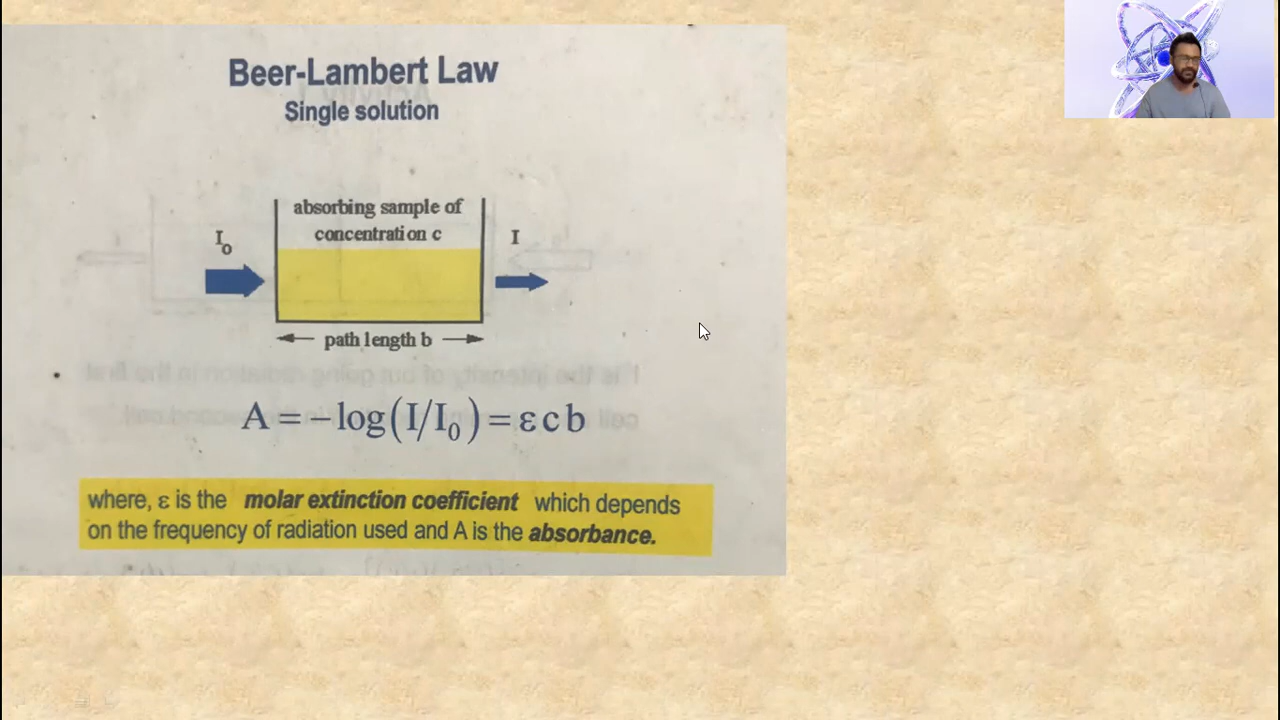 Beer-Lambert Law
Single solution
absorbing sample of
concentration c
I₀
I
path length b
A = – log(I/I₀) = ε c b
where, ε is the molar extinction coefficient which depends
on the frequency of radiation used and A is the absorbance.